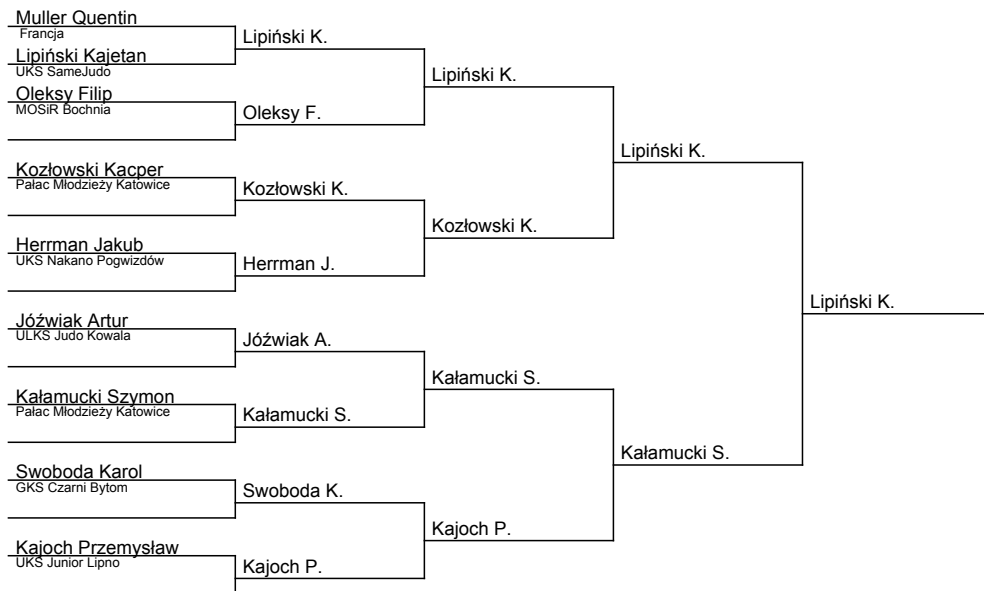 Muller Quentin
Francja
Lipiński Kajetan
UKS SameJudo
Oleksy Filip
MOSiR Bochnia
Kozłowski Kacper
Pałac Młodzieży Katowice
Herrman Jakub
UKS Nakano Pogwizdów
Jóźwiak Artur
ULKS Judo Kowala
Kałamucki Szymon
Pałac Młodzieży Katowice
Swoboda Karol
GKS Czarni Bytom
Kajoch Przemysław
UKS Junior Lipno
Lipiński K.
Oleksy F.
Kozłowski K.
Herrman J.
Jóźwiak A.
Kałamucki S.
Swoboda K.
Kajoch P.
Lipiński K.
Kozłowski K.
Kałamucki S.
Kajoch P.
Lipiński K.
Kałamucki S.
Lipiński K.